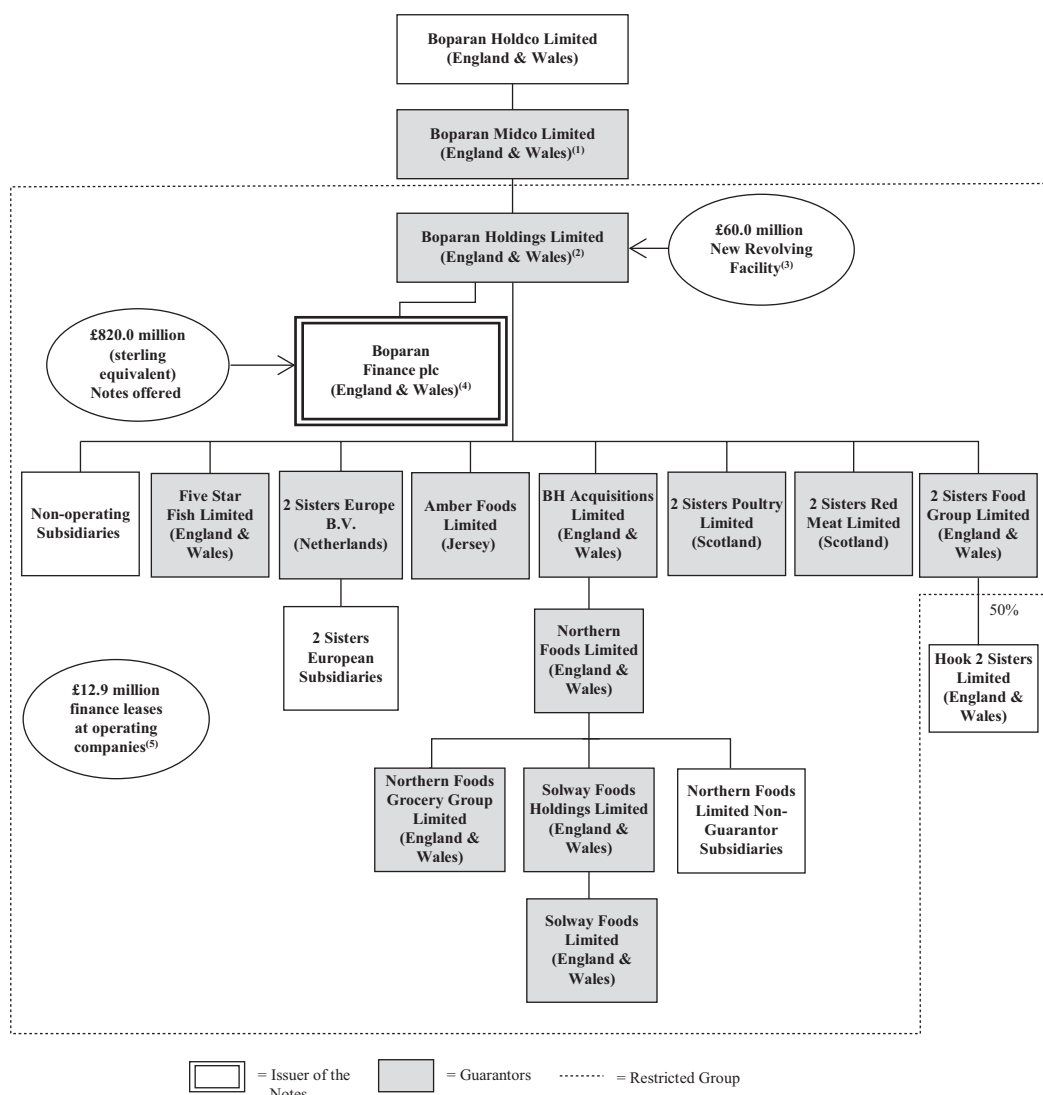 Boparan Holdco Limited
(England & Wales)
Boparan Midco Limited
(England & Wales)(1)
Boparan Holdings Limited
(England & Wales)(2)
£60.0 million
New Revolving
Facility(3)
£820.0 million
(sterling
equivalent)
Notes offered
Boparan
Finance plc
(England & Wales)(4)
Non-operating
Subsidiaries
Five Star
Fish Limited
(England &
Wales)
2 Sisters Europe
B.V.
(Netherlands)
Amber Foods
Limited
(Jersey)
BH Acquisitions
Limited
(England &
Wales)
2 Sisters Poultry
Limited
(Scotland)
2 Sisters Red
Meat Limited
(Scotland)
2 Sisters Food
Group Limited
(England &
Wales)
50%
2 Sisters
European
Subsidiaries
Northern
Foods Limited
(England &
Wales)
Hook 2 Sisters
Limited
(England &
Wales)
£12.9 million
finance leases
at operating
companies(5)
Northern Foods
Grocery Group
Limited
(England &
Wales)
Solway Foods
Holdings Limited
(England &
Wales)
Northern Foods
Limited Non-
Guarantor
Subsidiaries
Solway Foods
Limited
(England &
Wales)
= Issuer of the
Notes
= Guarantors
= Restricted Group